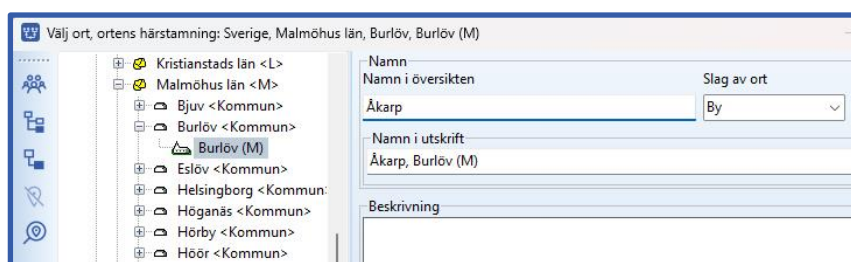 Välj ort, ortens härstamning: Sverige, Malmöhus län, Burlöv, Burlöv (M)
Kristianstads län <L>
Malmöhus län <M>
Bjuv <Kommun>
Burlöv <Kommun>
Burlöv (M)
Eslöv <Kommun>
Helsingborg <Kommun
Höganäs <Kommun>
Hörby <Kommun>
Höör <Kommun>
Namn
Namn i översikten
Slag av ort
Åkarp
By
Namn i utskrift
Åkarp, Burlöv (M)
Beskrivning